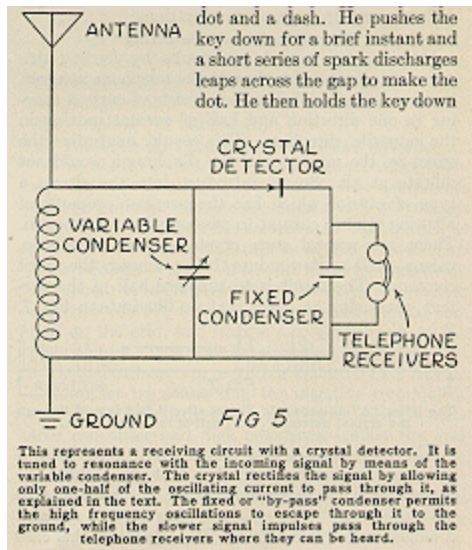 dot and a dash. He pushes the
key down for a brief instant and
a short series of spark discharges
leaps across the gap to make the
dot. He then holds the key down
ANTENNA
CRYSTAL
DETECTOR
VARIABLE
CONDENSER
FIXED
CONDENSER
TELEPHONE
RECEIVERS
GROUND
FIG 5
This represents a receiving circuit with a crystal detector. It is
tuned to resonance with the incoming signal by means of the
variable condenser. The crystal rectifies the signal by allowing
only one-half of the oscillating current to pass through it, as
explained in the text. The fixed or "by-pass" condenser permits
the high frequency oscillations to escape through it to the
ground, while the slower signal impulses pass through the
telephone receivers where they can be heard.